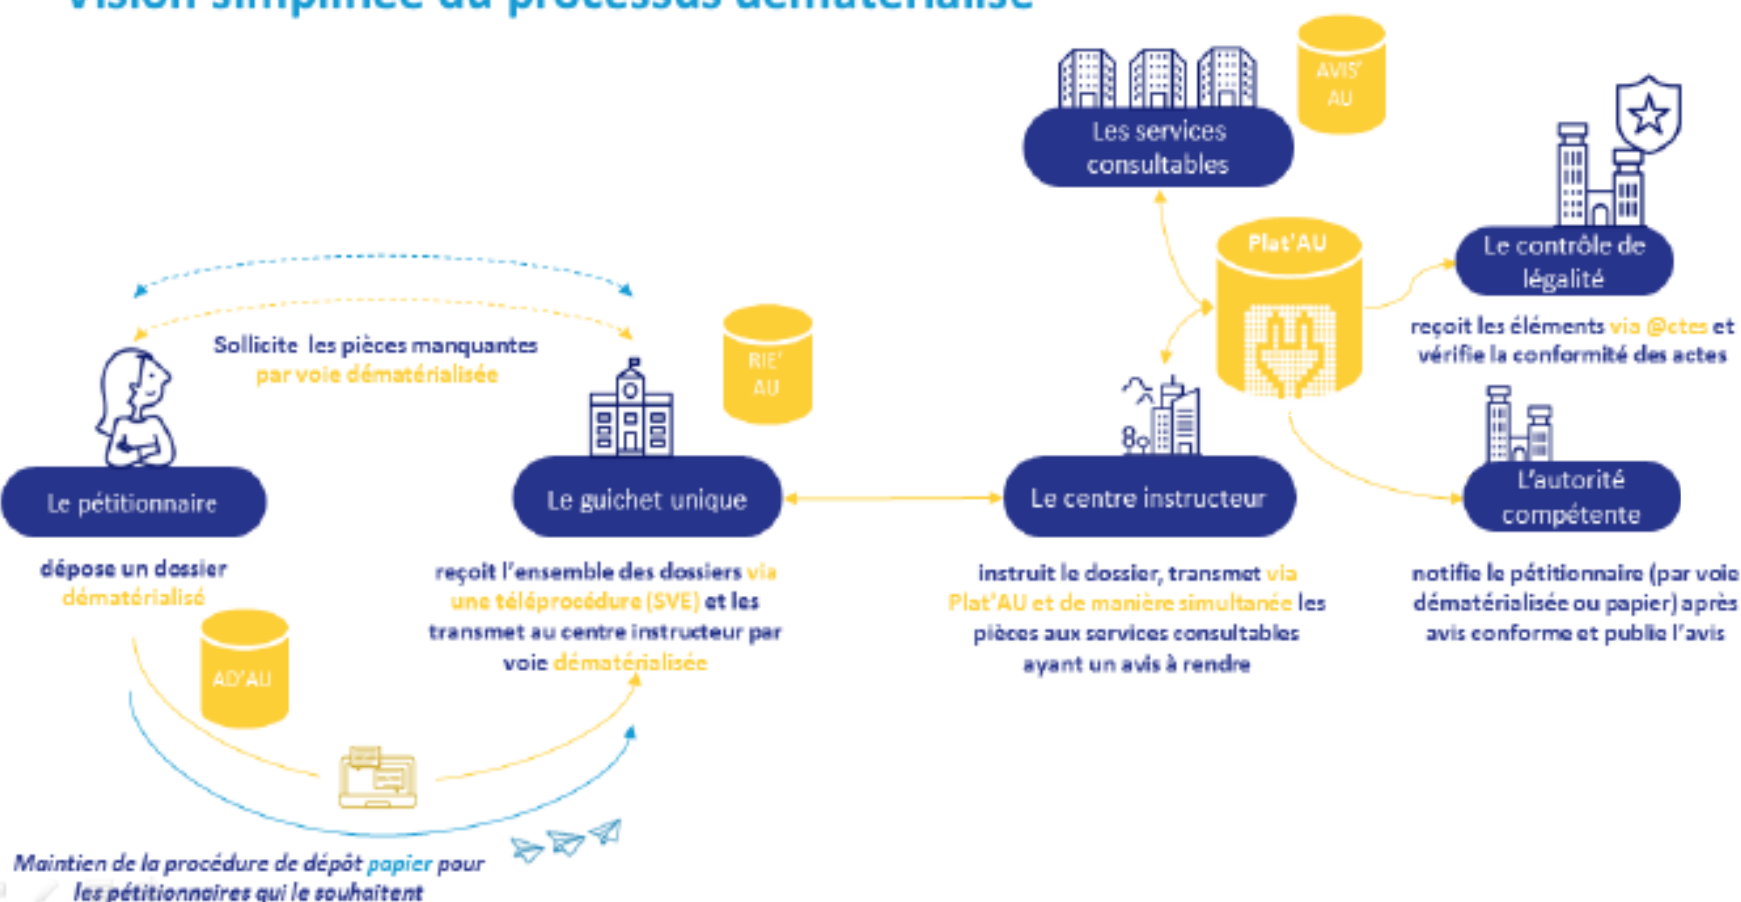 Vision simplifiée du processus dématérialisé
AVIS'
AU
Les services
consultables
Plat'AU
Le contrôle de
légalité
reçoit les éléments via @ctes et
vérifie la conformité des actes
Sollicite les pièces manquantes
par voie dématérialisée
RIE'
AU
Le pétitionnaire
dépose un dossier
dématérialisé
AD'AU
Le guichet unique
reçoit l'ensemble des dossiers via
une téléprocédure (SVE) et les
transmet au centre instructeur par
voie dématérialisée
Le centre instructeur
instruit le dossier, transmet via
Plat'AU et de manière simultanée les
pièces aux services consultables
ayant un avis à rendre
L'autorité
compétente
notifie le pétitionnaire (par voie
dématérialisée ou papier) après
avis conforme et publie l'avis
Maintien de la procédure de dépôt papier pour
les pétitionnaires qui le souhaitent